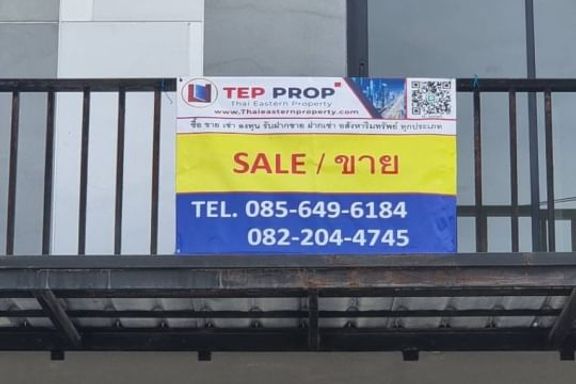 TEP PROP
Thai Eastern Property
www.Thaieasternproperty.com
ซื้อ ขาย เช่า ลงทุน รับฝากขาย ฝากเช่า อสังหาริมทรัพย์ ทุกประเภท
SALE / ขาย
TEL. 085-649-6184
082-204-4745